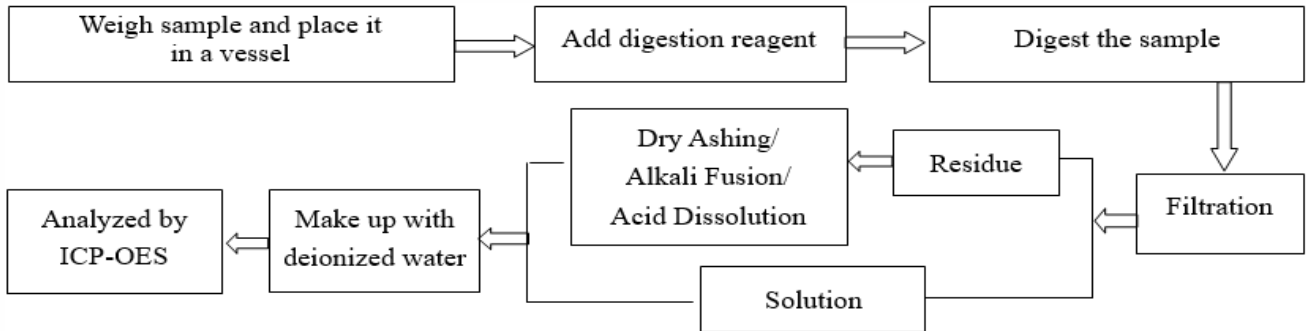 Weigh sample and place it
in a vessel
Add digestion reagent
Digest the sample
Filtration
Residue
Dry Ashing/
Alkali Fusion/
Acid Dissolution
Solution
Make up with
deionized water
Analyzed by
ICP-OES